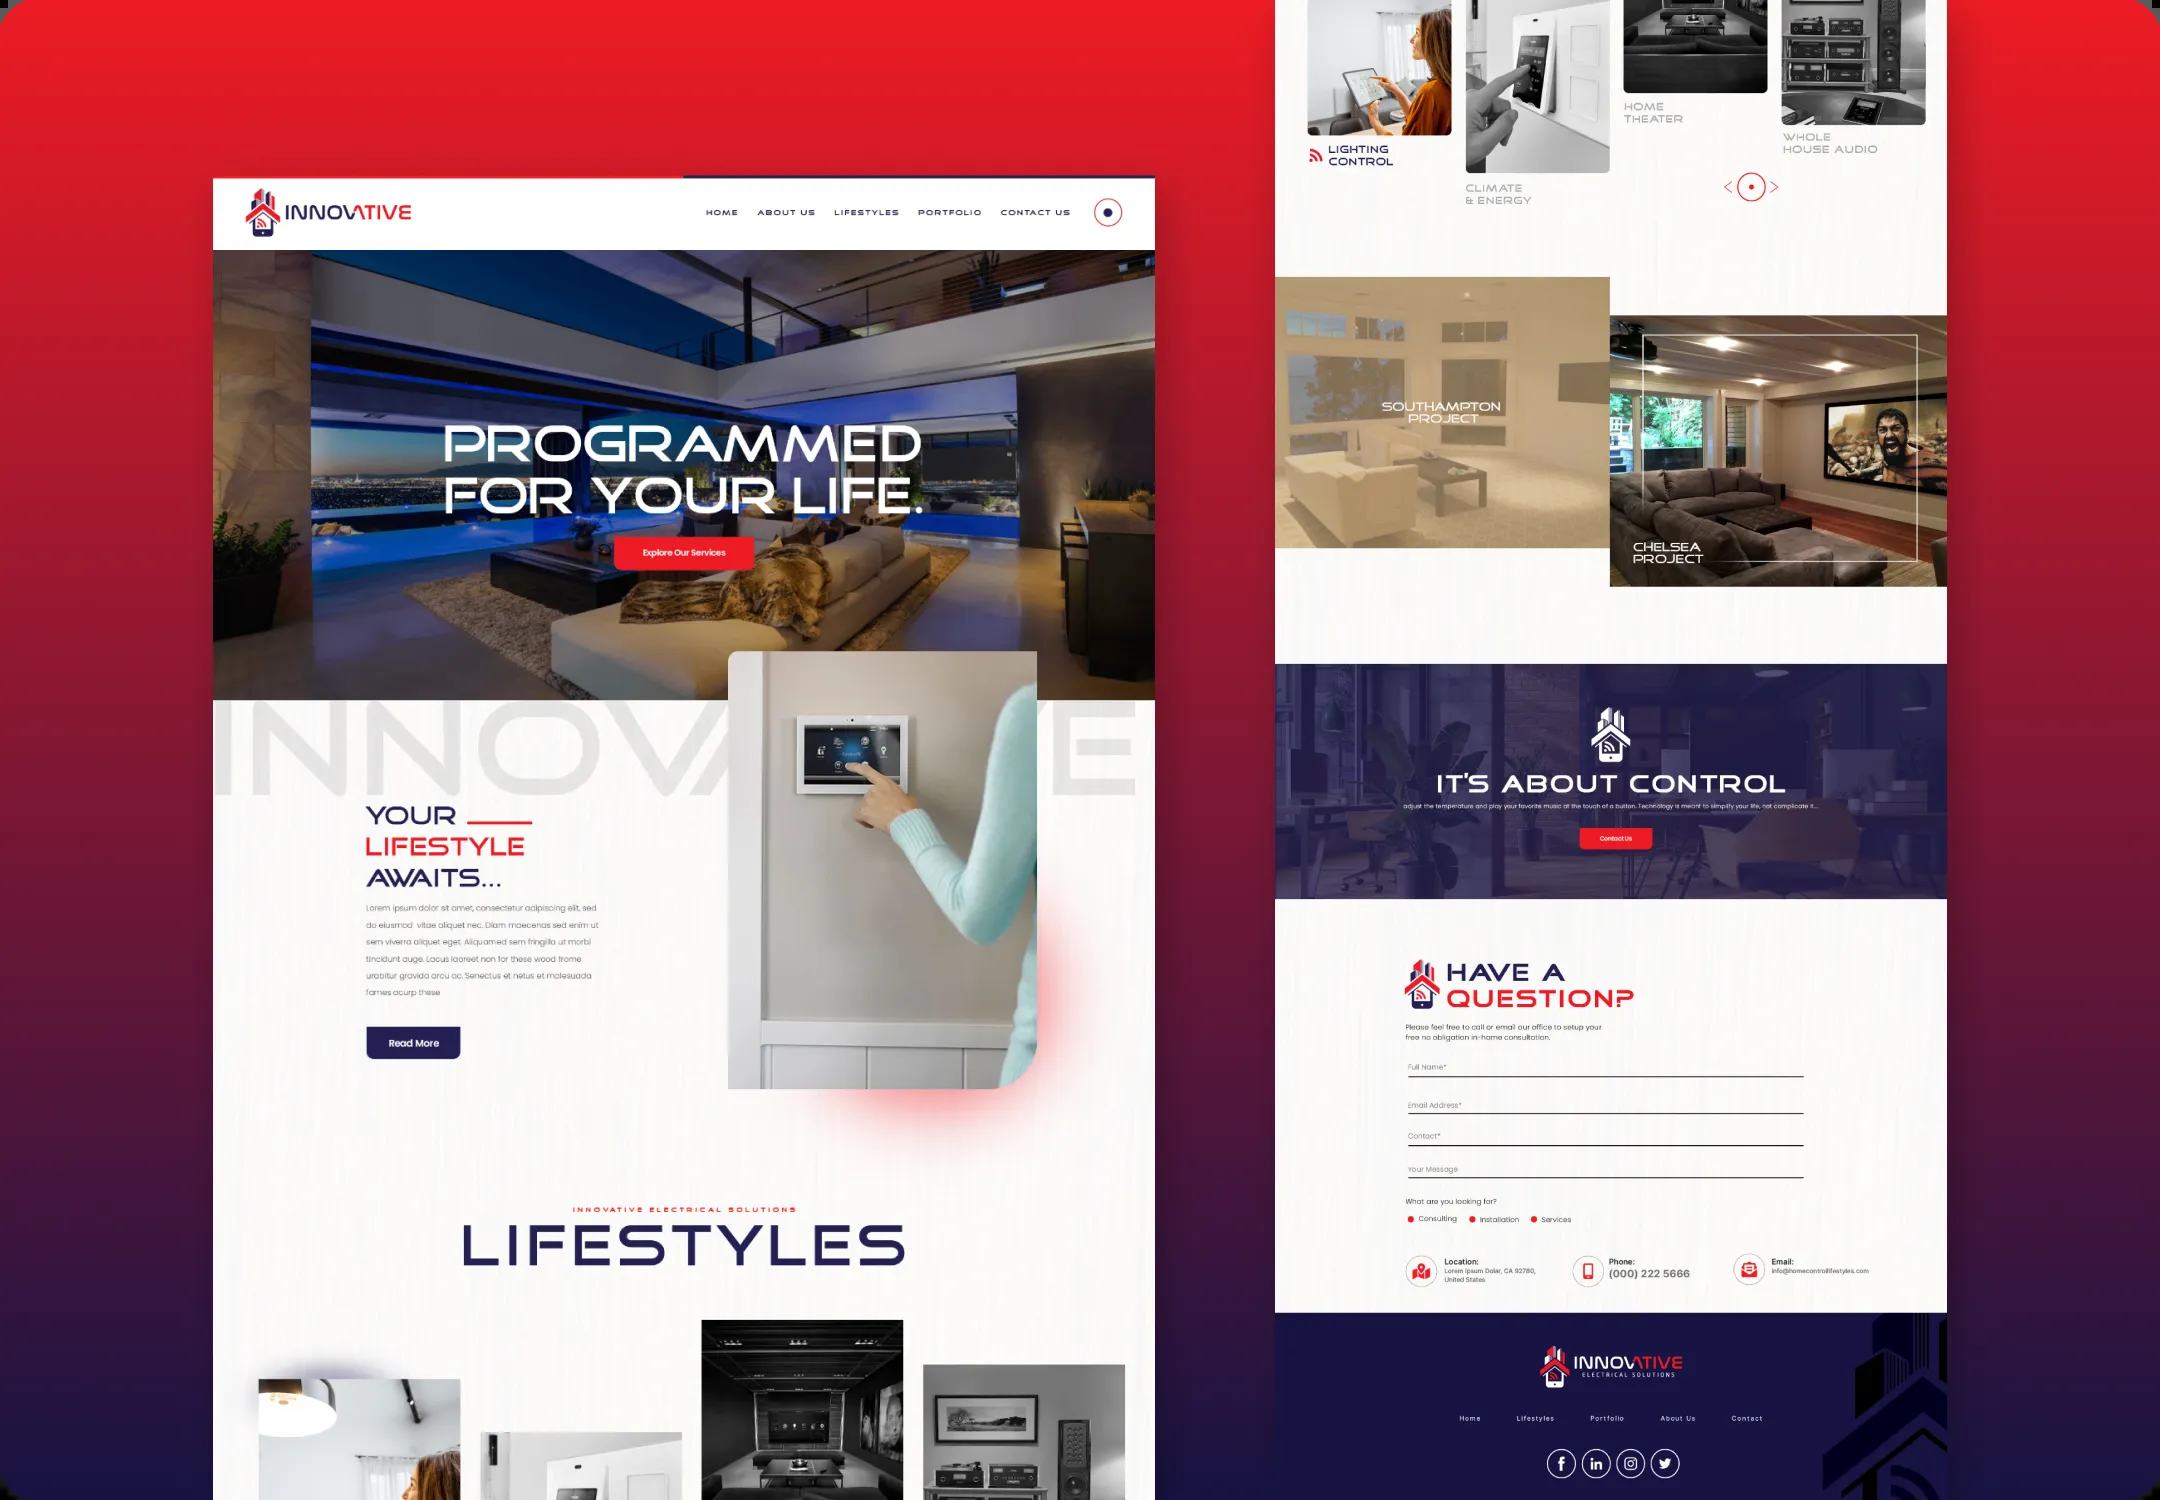 INNOVATIVE
HOME ABOUT US LIFESTYLES PORTFOLIO CONTACT US
PROGRAMMED
FOR YOUR LIFE.
Explore Our Services
INNOVA
E
YOUR
LIFESTYLE
AWAITS...
Lorem ipsum dolor sit amet, consectetur adipiscing elit, sed
do eiusmod vitae aliquet nec. Diam maecenas sed enim ut
sem viverra aliquet eget. Aliquamed sem fringilla ut morbi
tincidunt auge. Lacus laoreet non for these wood frome
urabitur gravida arcu ac. Senectus et netus et malesuada
fames acurp these
Read More
INNOVATIVE ELECTRICAL SOLUTIONS
LIFESTYLES
LIGHTING
CONTROL
CLIMATE
& ENERGY
HOME
THEATER
WHOLE
HOUSE AUDIO
SOUTHAMPTON
PROJECT
CHELSEA
PROJECT
IT'S ABOUT CONTROL
adjust the temperature and play your favorite music at the touch of a button. Technology is meant to simplify your life, not complicate it...
Contact Us
HAVE A
QUESTION?
Please feel free to call or email our office to setup your
free no obligation in-home consultation.
Full Name*
Email Address*
Contact*
Your Message
What are you looking for?
Consulting Installation Services
Location:
Lorem Ipsum Dolar, CA 92780,
United States
Phone:
(000) 222 5666
Email:
info@homecontrollifestyles.com
INNOVATIVE
ELECTRICAL SOLUTIONS
Home Lifestyles Portfolio About Us Contact